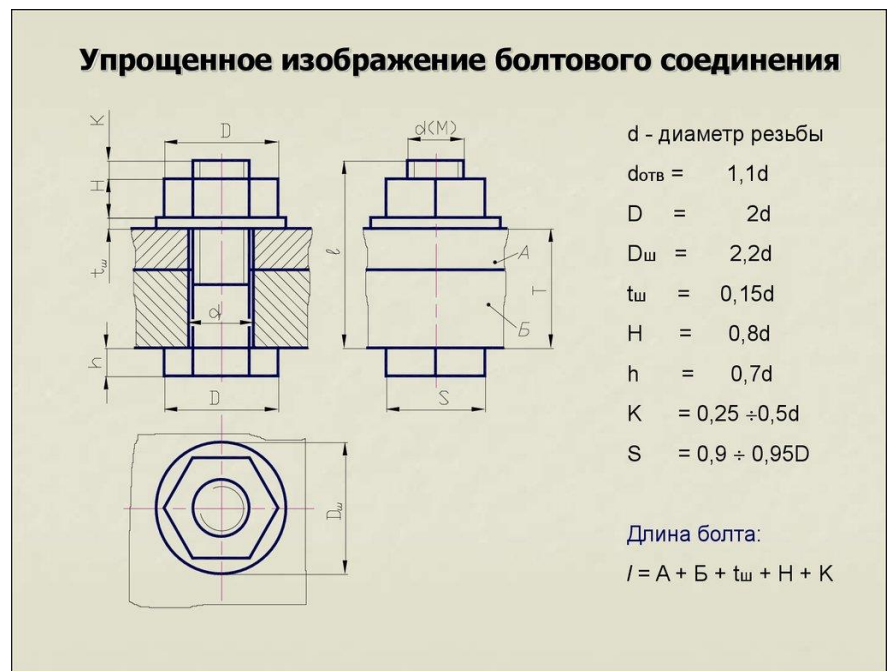 Упрощенное изображение болтового соединения
K
D
H
tш
d
h
D
d(M)
l
A
T
Б
S
Dш
d - диаметр резьбы
dотв = 1,1d
D = 2d
Dш = 2,2d
tш = 0,15d
H = 0,8d
h = 0,7d
K = 0,25 ÷0,5d
S = 0,9 ÷ 0,95D
Длина болта:
l = А + Б + tш + H + K